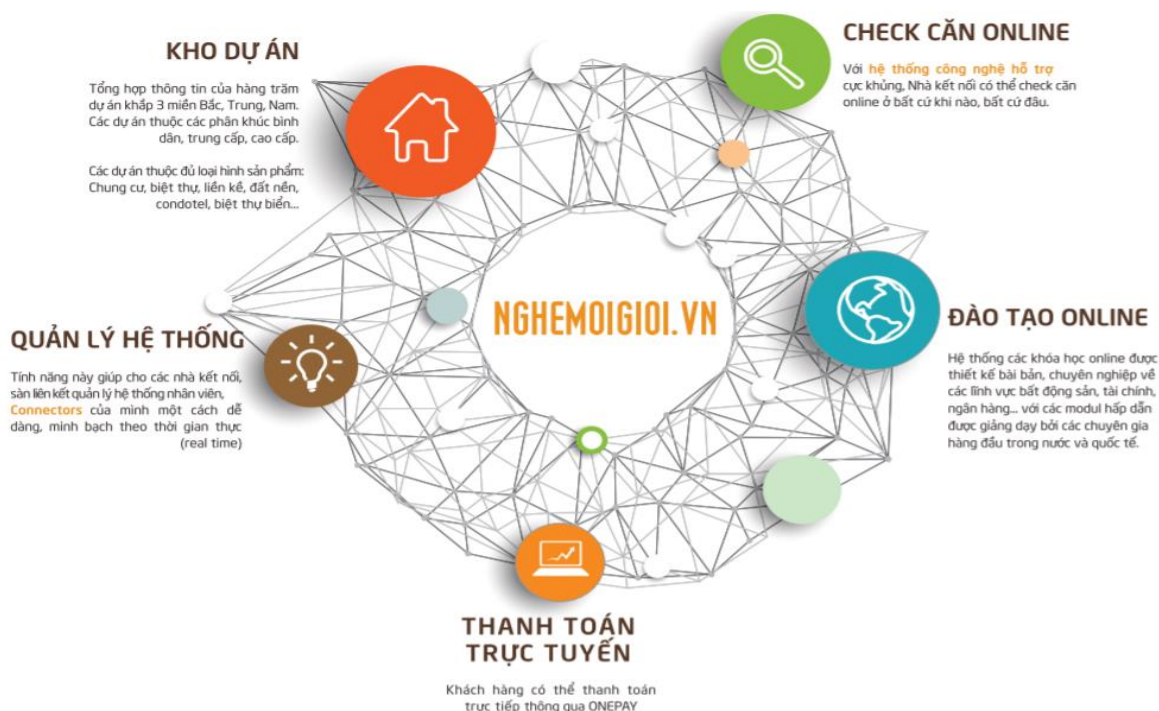 KHO DỰ ÁN
Tổng hợp thông tin của hàng trăm
dự án khắp 3 miền Bắc, Trung, Nam.
Các dự án thuộc các phân khúc bình
dân, trung cấp, cao cấp.
Các dự án thuộc đủ loại hình sản phẩm:
Chung cư, biệt thự, liền kề, đất nền,
condotel, biệt thự biển...
CHECK CĂN ONLINE
Với hệ thống công nghệ hỗ trợ
cực khủng, Nhà kết nối có thể check căn
online ở bất cứ khi nào, bất cứ đâu.
NGHEMOIGIOI.VN
QUẢN LÝ HỆ THỐNG
Tính năng này giúp cho các nhà kết nối,
sàn liên kết quản lý hệ thống nhân viên,
Connectors của mình một cách dễ
dàng, minh bạch theo thời gian thực
(real time)
ĐÀO TẠO ONLINE
Hệ thống các khóa học online được
thiết kế bài bản, chuyên nghiệp về
các lĩnh vực bất động sản, tài chính,
ngân hàng... với các modul hấp dẫn
được giảng dạy bởi các chuyên gia
hàng đầu trong nước và quốc tế.
THANH TOÁN
TRỰC TUYẾN
Khách hàng có thể thanh toán
trực tiếp thông qua ONEPAY